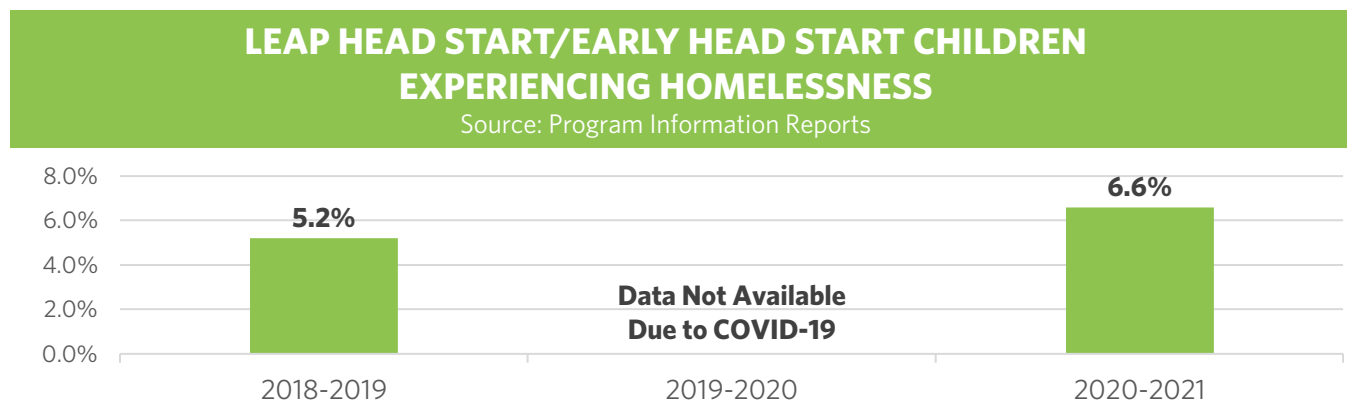 LEAP HEAD START/EARLY HEAD START CHILDREN
EXPERIENCING HOMELESSNESS
Source: Program Information Reports
8.0%
6.0%
4.0%
2.0%
0.0%
5.2%
Data Not Available
Due to COVID-19
6.6%
2018-2019
2019-2020
2020-2021